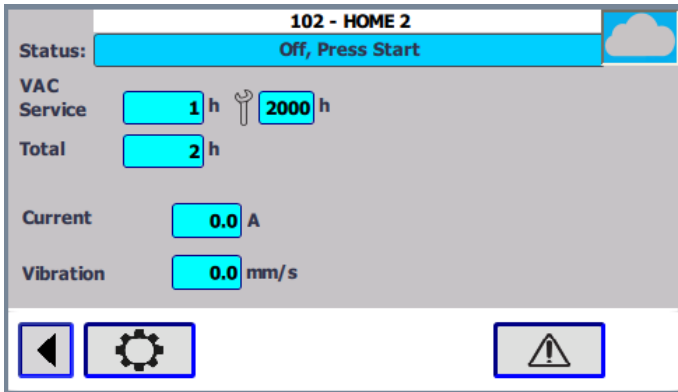 102 - HOME 2
Status: Off, Press Start
VAC
Service 1 h 2000 h
Total 2 h
Current 0.0 A
Vibration 0.0 mm/s